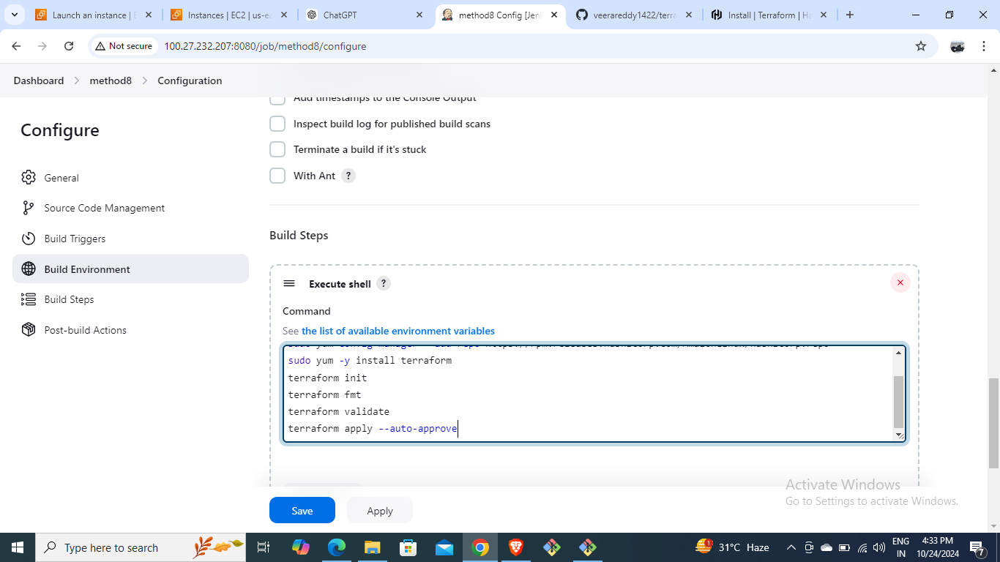 Launch an instance | E
Instances | EC2 | us-ea
ChatGPT
method8 Config [Jen
veerareddy1422/terra
Install | Terraform | Ha
Not secure
100.27.232.207:8080/job/method8/configure
Dashboard
method8
Configuration
Add timestamps to the Console Output
Configure
Inspect build log for published build scans
Terminate a build if it's stuck
With Ant ?
General
Source Code Management
Build Triggers
Build Environment
Build Steps
Post-build Actions
Build Steps
Execute shell ?
Command
See the list of available environment variables
sudo yum -y install terraform
terraform init
terraform fmt
terraform validate
terraform apply --auto-approve
Save
Apply
Activate Windows
Go to Settings to activate Windows.
Type here to search
1
31°C Haze
ENG
IN
4:33 PM
10/24/2024
7